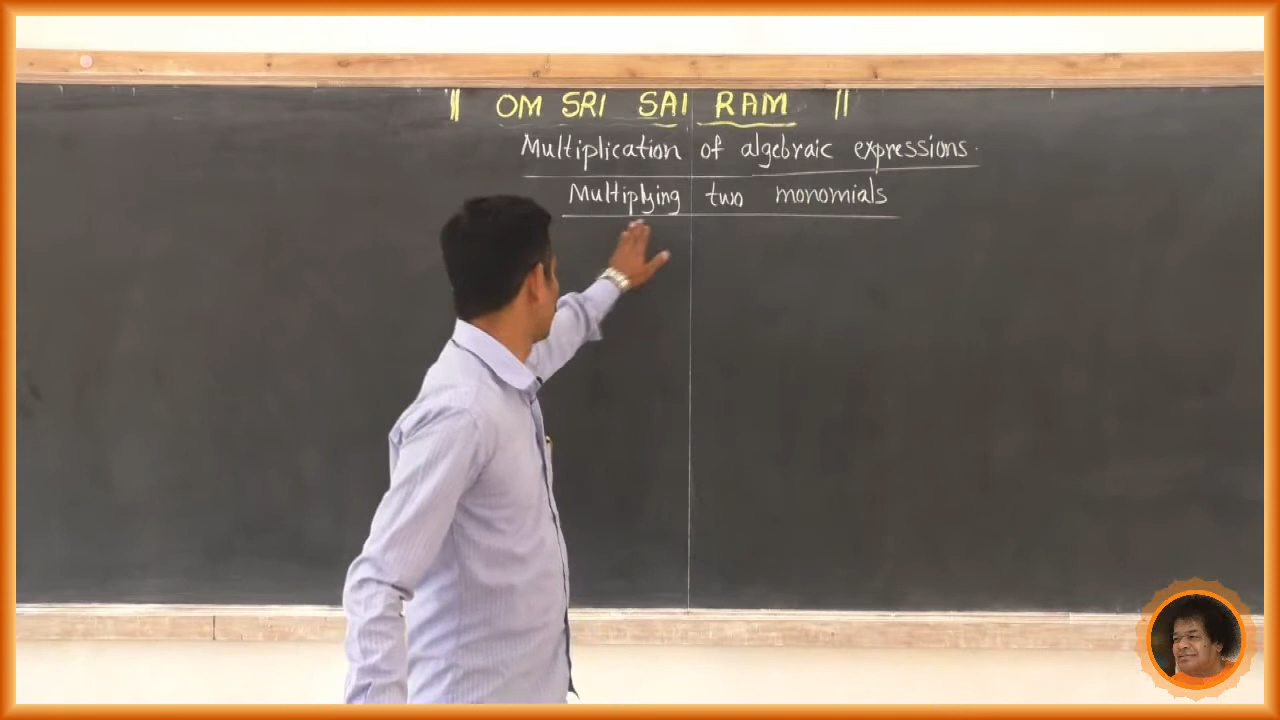 || OM SRI SAI RAM ||
Multiplication of algebraic expressions.
Multiplying two monomials